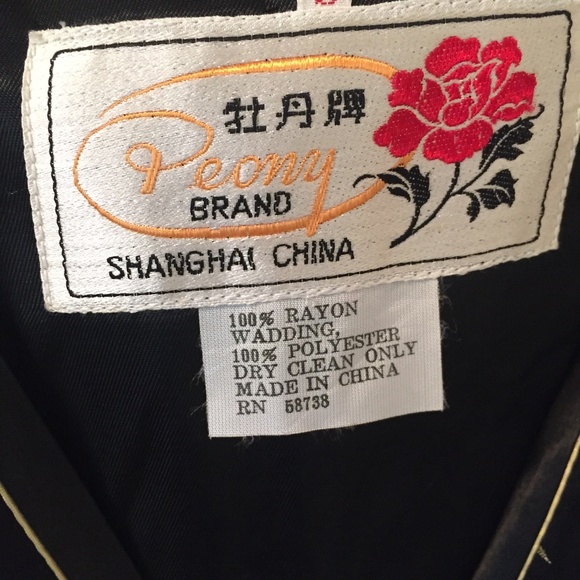 牡丹牌
Peony
BRAND
SHANGHAI CHINA
100% RAYON
WADDING,
100% POLYESTER
DRY CLEAN ONLY
MADE IN CHINA
RN 58738